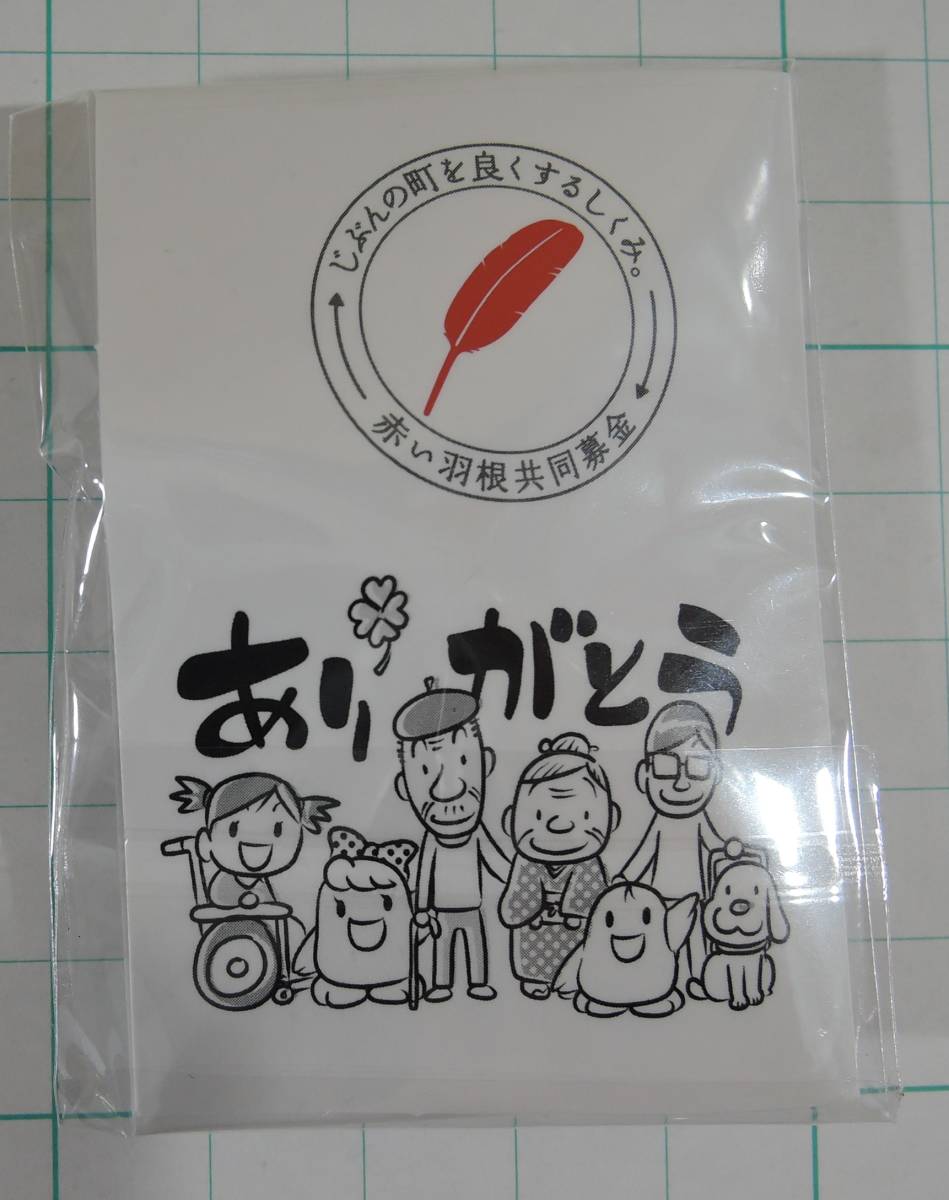 じぶんの町を良くするしくみ。
赤い羽根共同募金
ありがとう